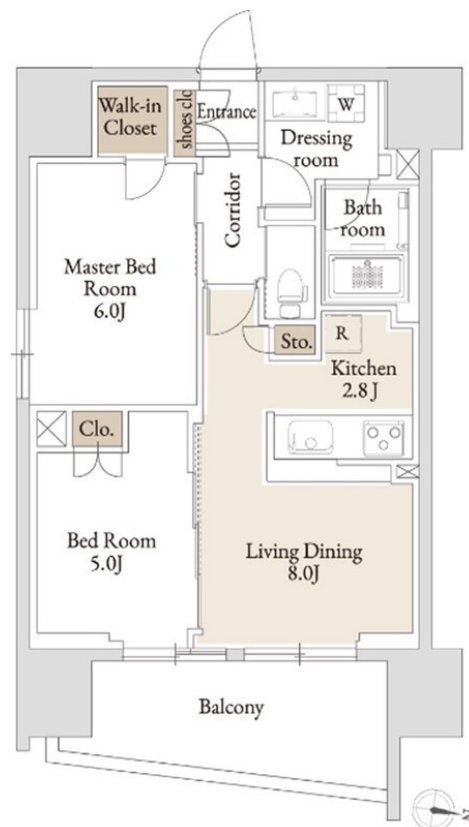 Walk-in
Closet
shoes clo
Entrance
W
Dressing
room
Corridor
Bath
room
Master Bed
Room
6.0J
Sto.
R
Kitchen
2.8 J
Clo.
Bed Room
5.0J
Living Dining
8.0J
Balcony
N